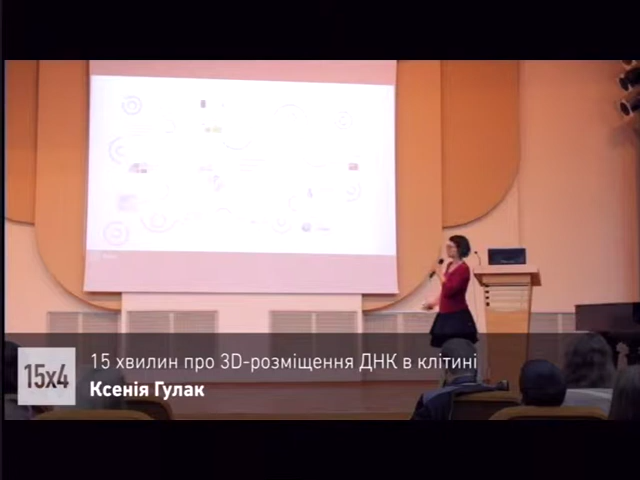 15x4
15 хвилин про 3D-розміщення ДНК в клітині
Ксенія Гулак